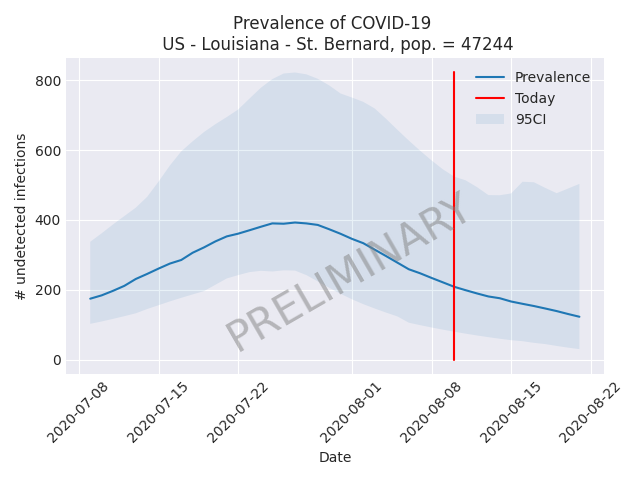 Prevalence of COVID-19
US - Louisiana - St. Bernard, pop. = 47244
# undetected infections
800
600
400
200
0
Prevalence
Today
95CI
PRELIMINARY
2020-07-08
2020-07-15
2020-07-22
2020-08-01
2020-08-08
2020-08-15
2020-08-22
Date